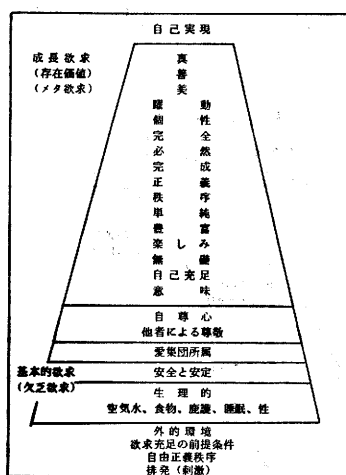 自己実現
成長欲求
(存在価値)
(メタ欲求)
真
善
美
躍動
個性
完全
必然
完成
正義
秩序
単純
豊富
楽しみ
無礙
自己充足
意味
自尊心
他者による尊敬
愛集団所属
基本的欲求
(欠乏欲求)
安全と安定
生理的
空気水、食物、庇護、睡眠、性
外的環境
欲求充足の前提条件
自由正義秩序
排発(刺激)